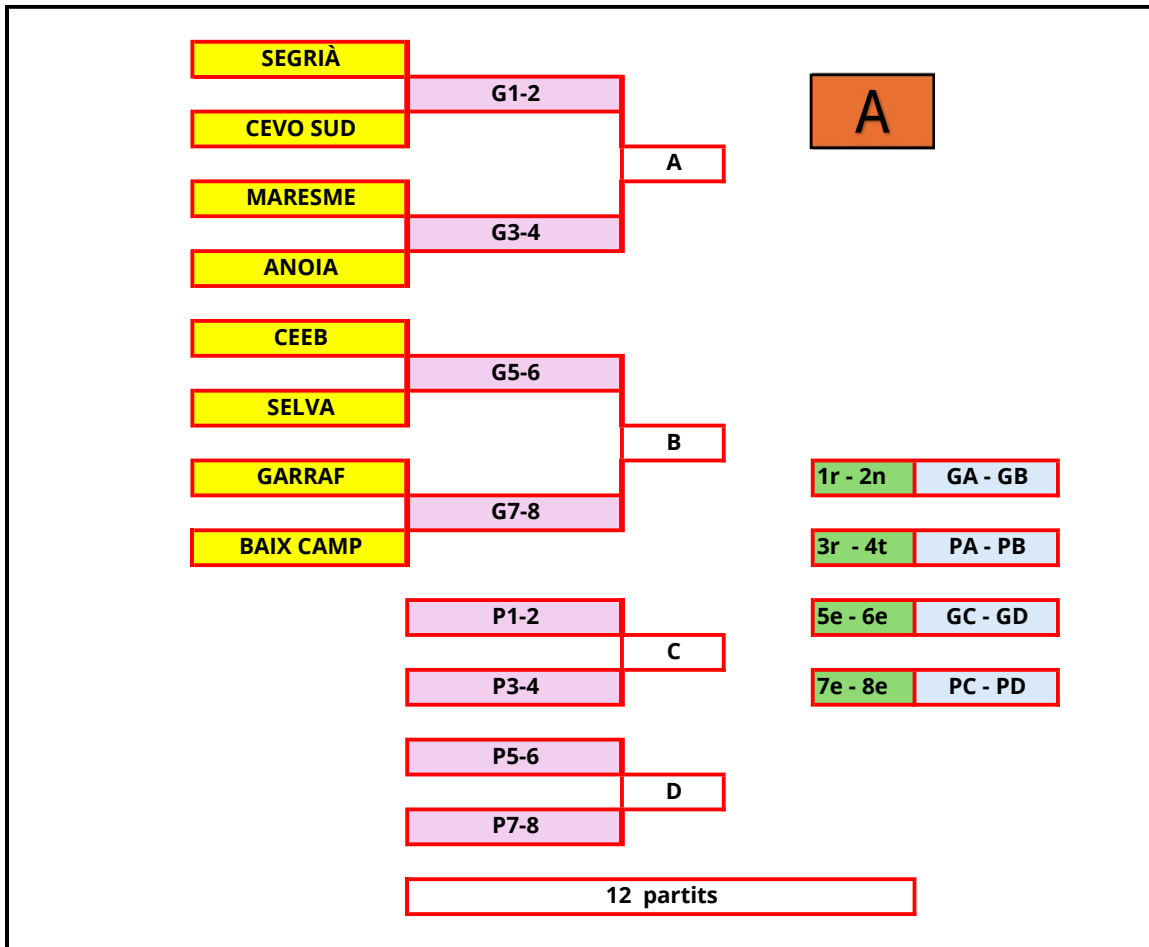 SEGRIÀ
G1-2
A
CEVO SUD
A
MARESME
G3-4
ANOIA
CEEB
G5-6
SELVA
B
GARRAF
1r - 2n GA - GB
G7-8
BAIX CAMP
3r - 4t PA - PB
P1-2
5e - 6e GC - GD
C
P3-4
7e - 8e PC - PD
P5-6
D
P7-8
12 partits